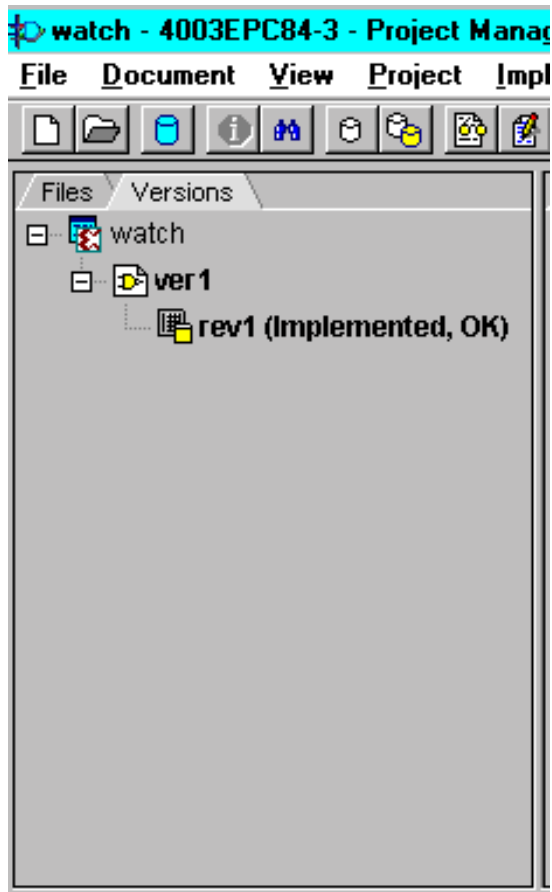 watch - 4003EPC84-3 - Project Manag
File Document View Project Impl
Files Versions
watch
ver1
rev1 (Implemented, OK)